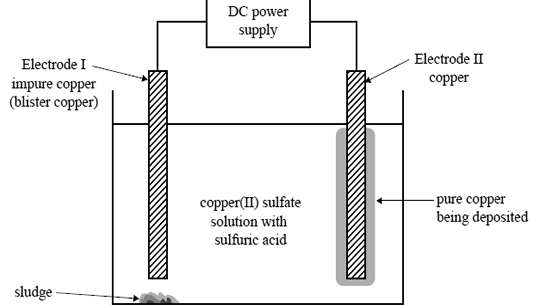 DC power
supply
Electrode I
impure copper
(blister copper)
Electrode II
copper
copper(II) sulfate
solution with
sulfuric acid
pure copper
being deposited
sludge